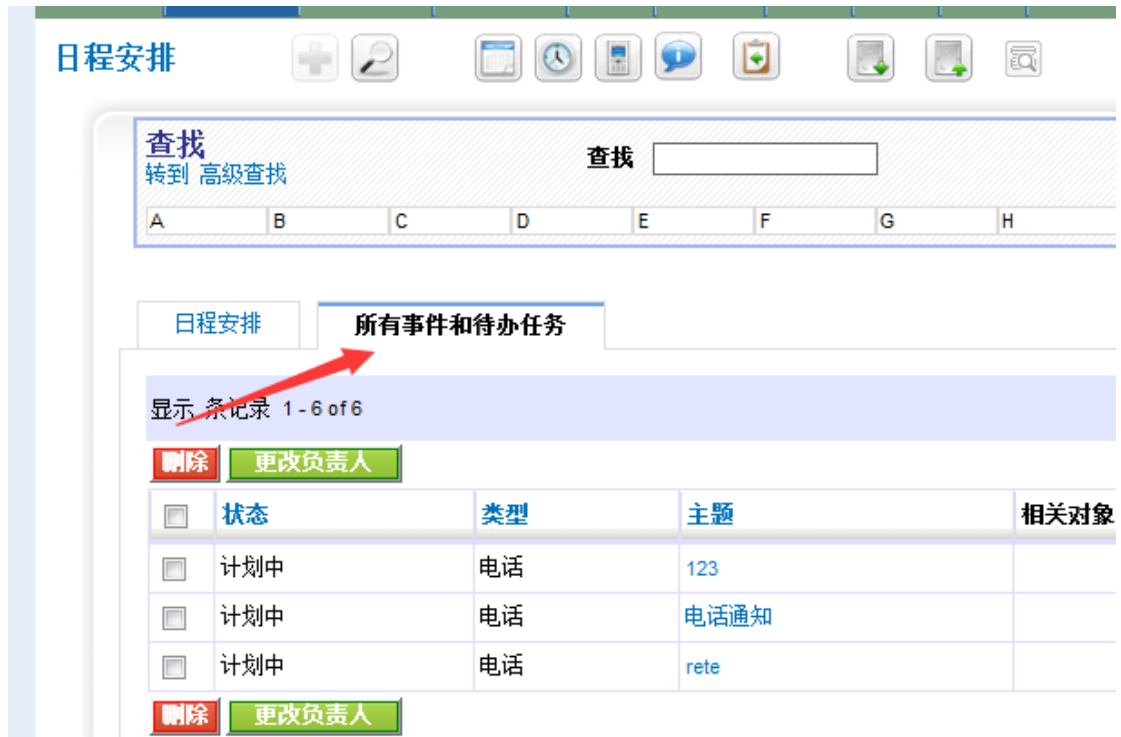 日程安排
查找
转到 高级查找
查找
A B C D E F G H
日程安排 所有事件和待办任务
显示 条记录 1 - 6 of 6
删除 更改负责人
状态 类型 主题 相关对象
计划中 电话 123
计划中 电话 电话通知
计划中 电话 rete
删除 更改负责人